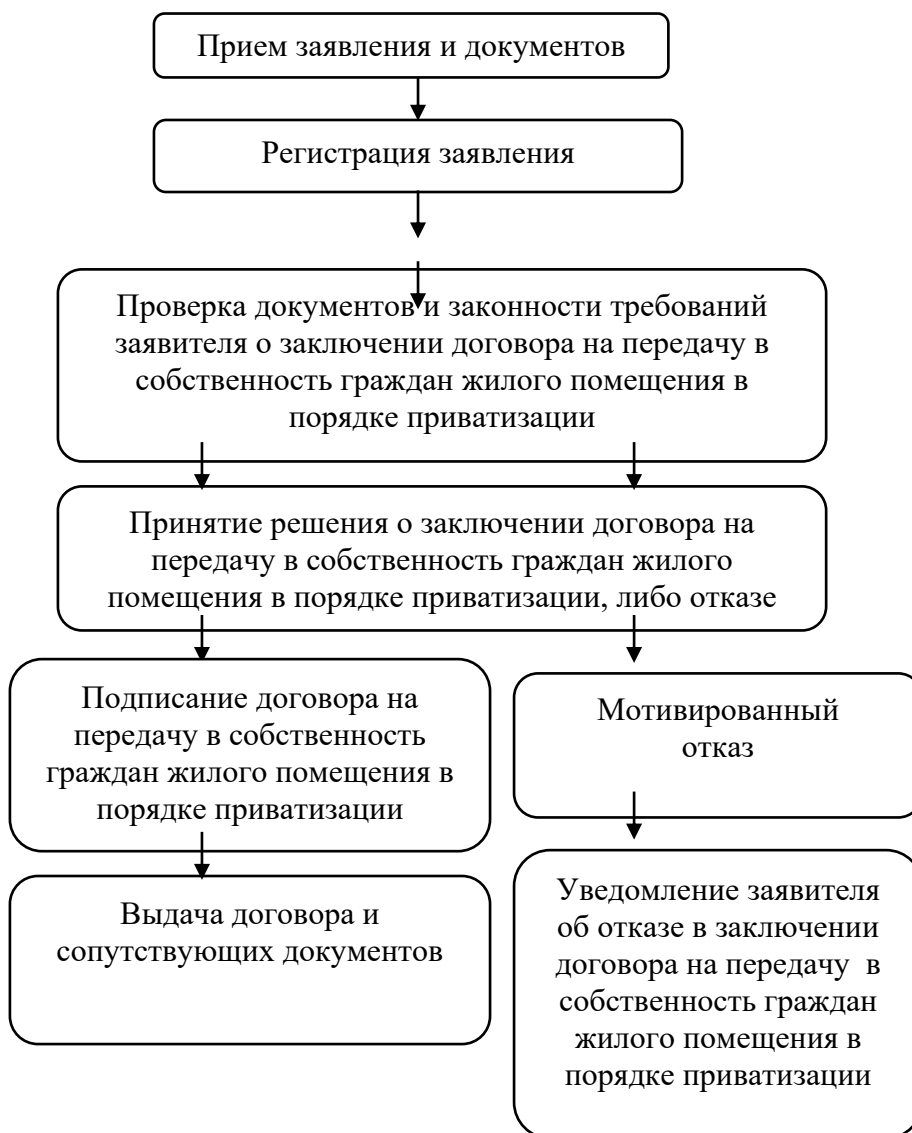 Прием заявления и документов
Регистрация заявления
Проверка документов и законности требований
заявителя о заключении договора на передачу в
собственность граждан жилого помещения в
порядке приватизации
Принятие решения о заключении договора на
передачу в собственность граждан жилого
помещения в порядке приватизации, либо отказе
Подписание договора на
передачу в собственность
граждан жилого помещения в
порядке приватизации
Мотивированный
отказ
Выдача договора и
сопутствующих документов
Уведомление заявителя
об отказе в заключении
договора на передачу  в
собственность граждан
жилого помещения в
порядке приватизации